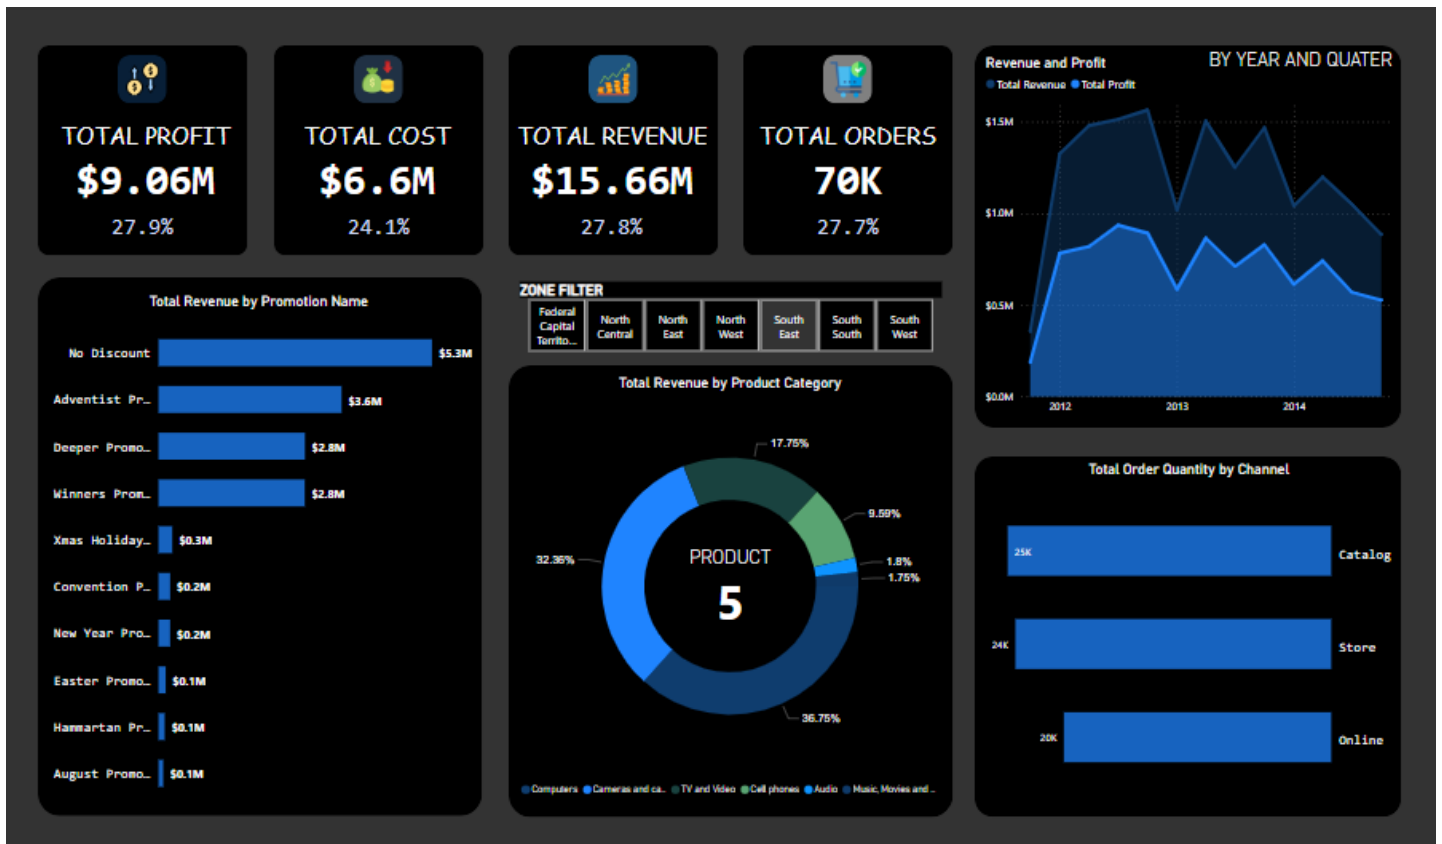 TOTAL PROFIT
$9.06M
27.9%
TOTAL COST
$6.6M
24.1%
TOTAL REVENUE
$15.66M
27.8%
TOTAL ORDERS
70K
27.7%
Revenue and Profit
BY YEAR AND QUATER
Total Revenue Total Profit
$1.5M
$1.0M
$0.5M
$0.0M
2012 2013 2014
Total Revenue by Promotion Name
No Discount $5.3M
Adventist Pr... $3.6M
Deeper Promo... $2.8M
Winners Prom... $2.8M
Xmas Holiday... $0.3M
Convention P... $0.2M
New Year Pro... $0.2M
Easter Promo... $0.1M
Hammartan Pr... $0.1M
August Promo... $0.1M
ZONE FILTER
Federal
Capital
Territo...
North
Central
North
East
North
West
South
East
South
South
South
West
Total Revenue by Product Category
17.75%
9.59%
1.8%
1.75%
32.36%
36.75%
PRODUCT
5
Computers Cameras and ca... TV and Video Cell phones Audio Music, Movies and ...
Total Order Quantity by Channel
25K Catalog
24K Store
20K Online